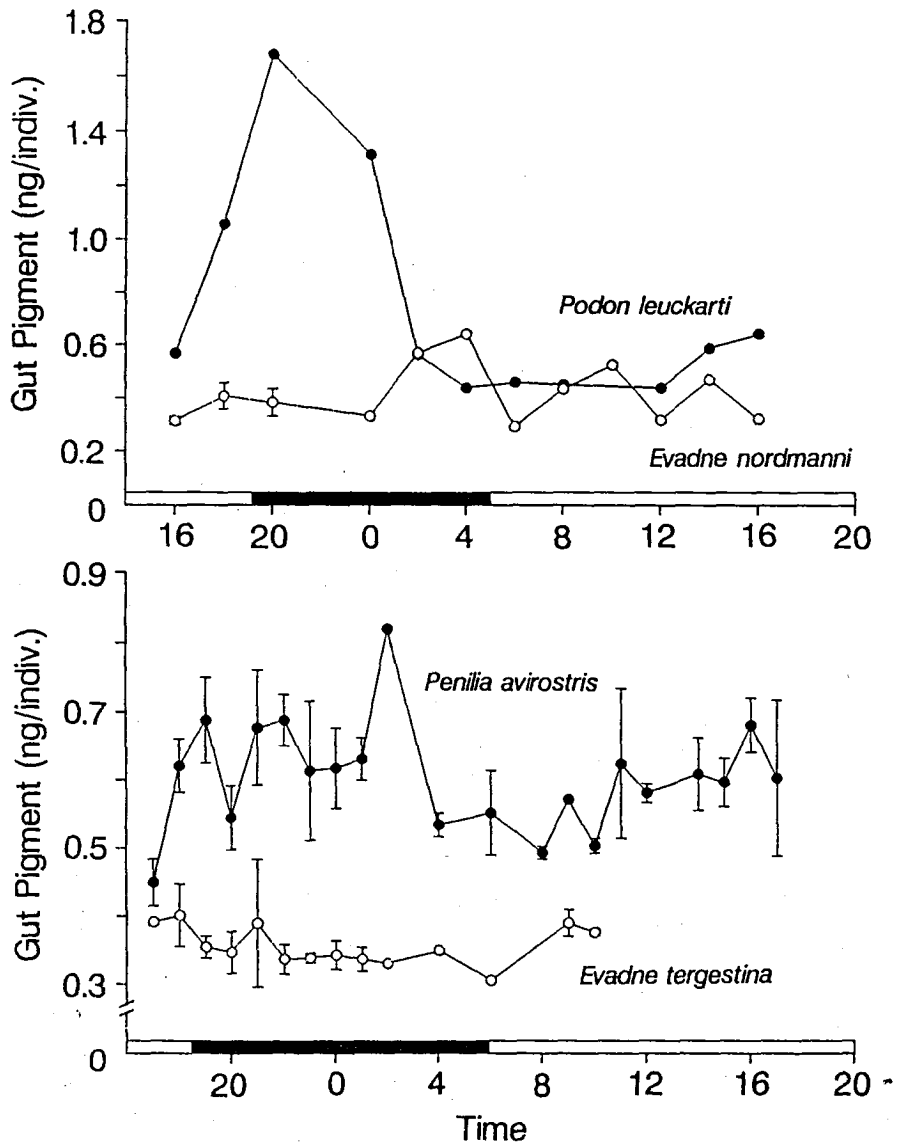 1.8
1.4
1.0
0.6
0.2
0
Gut Pigment (ng/indiv.)
Podon leuckarti
Evadne nordmanni
16 20 0 4 8 12 16 20
0.9
0.7
0.5
0.3
0
Gut Pigment (ng/indiv.)
Penilia avirostris
Evadne tergestina
20 0 4 8 12 16 20
Time